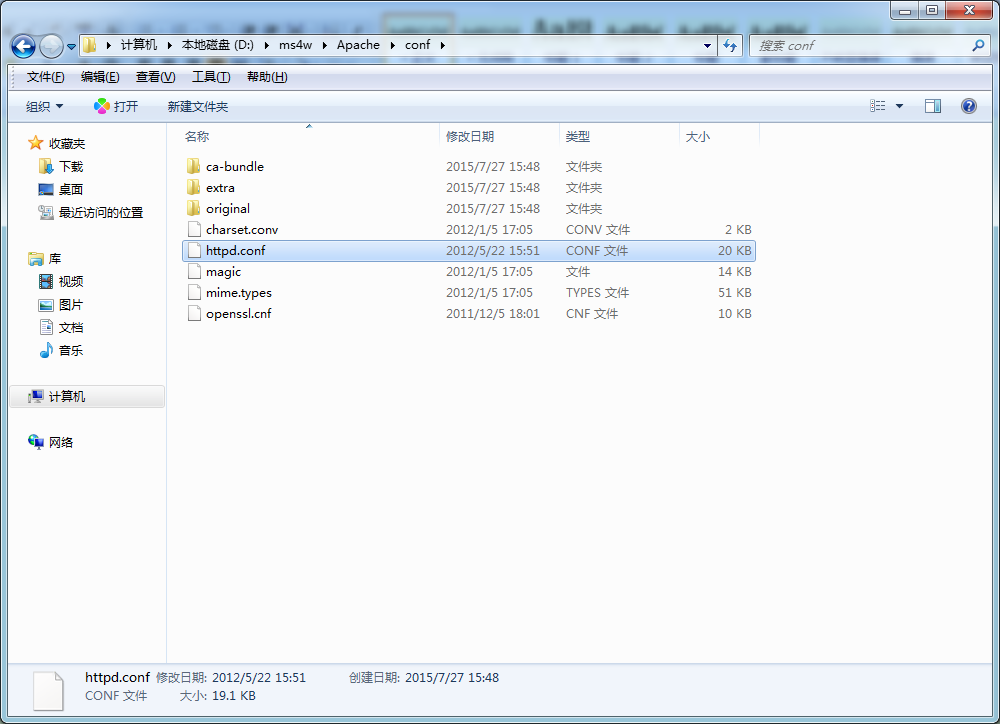 计算机 本地磁盘 (D:) ms4w Apache conf 搜索 conf
文件(F) 编辑(E) 查看(V) 工具(T) 帮助(H)
组织 打开 新建文件夹
收藏夹
下载
桌面
最近访问的位置
库
视频
图片
文档
音乐
计算机
网络
名称 修改日期 类型 大小
ca-bundle 2015/7/27 15:48 文件夹
extra 2015/7/27 15:48 文件夹
original 2015/7/27 15:48 文件夹
charset.conv 2012/1/5 17:05 CONV 文件 2 KB
httpd.conf 2012/5/22 15:51 CONF 文件 20 KB
magic 2012/1/5 17:05 文件 14 KB
mime.types 2012/1/5 17:05 TYPES 文件 51 KB
openssl.cnf 2011/12/5 18:01 CNF 文件 10 KB
httpd.conf 修改日期: 2012/5/22 15:51 创建日期: 2015/7/27 15:48
CONF 文件 大小: 19.1 KB